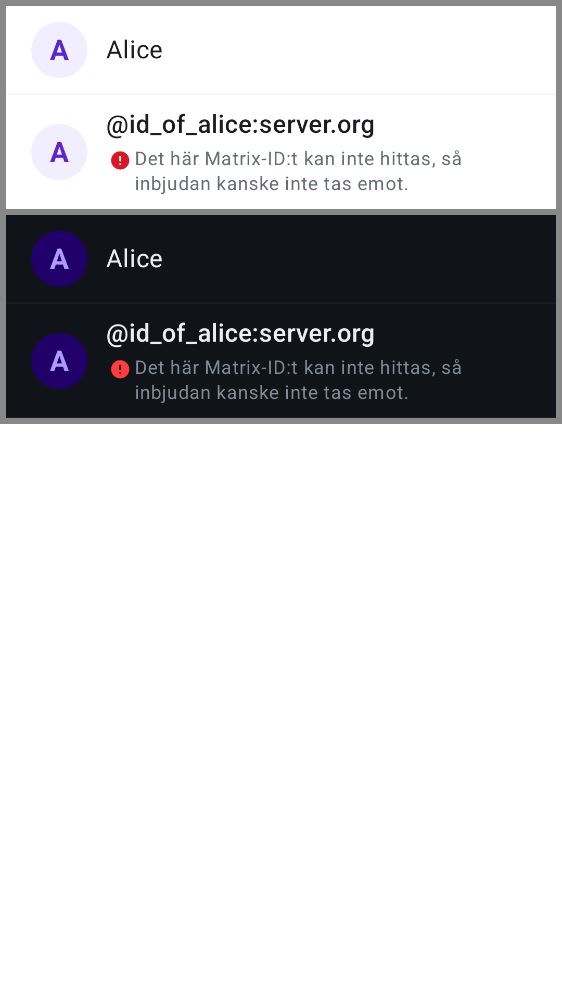 A Alice
A @id_of_alice:server.org
Det här Matrix-ID:t kan inte hittas, så
inbjudan kanske inte tas emot.
A Alice
A @id_of_alice:server.org
Det här Matrix-ID:t kan inte hittas, så
inbjudan kanske inte tas emot.